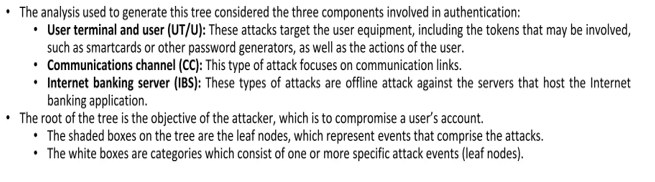 • The analysis used to generate this tree considered the three components involved in authentication:
• User terminal and user (UT/U): These attacks target the user equipment, including the tokens that may be involved,
such as smartcards or other password generators, as well as the actions of the user.
• Communications channel (CC): This type of attack focuses on communication links.
• Internet banking server (IBS): These types of attacks are offline attack against the servers that host the Internet
banking application.
• The root of the tree is the objective of the attacker, which is to compromise a user's account.
• The shaded boxes on the tree are the leaf nodes, which represent events that comprise the attacks.
• The white boxes are categories which consist of one or more specific attack events (leaf nodes).